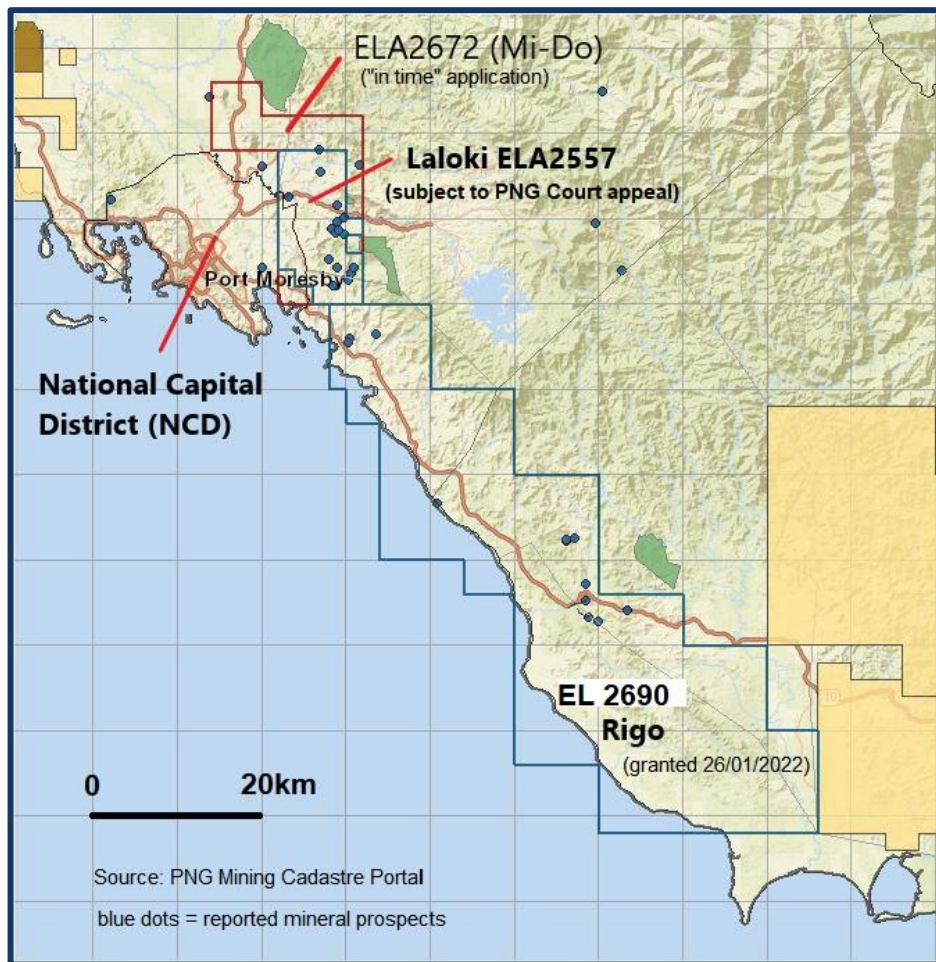 ELA2672 (Mi-Do)
("in time" application)
Laloki ELA2557
(subject to PNG Court appeal)
Port Moresby
National Capital
District (NCD)
EL 2690
Rigo
(granted 26/01/2022)
10
0 20km
Source: PNG Mining Cadastre Portal
blue dots = reported mineral prospects